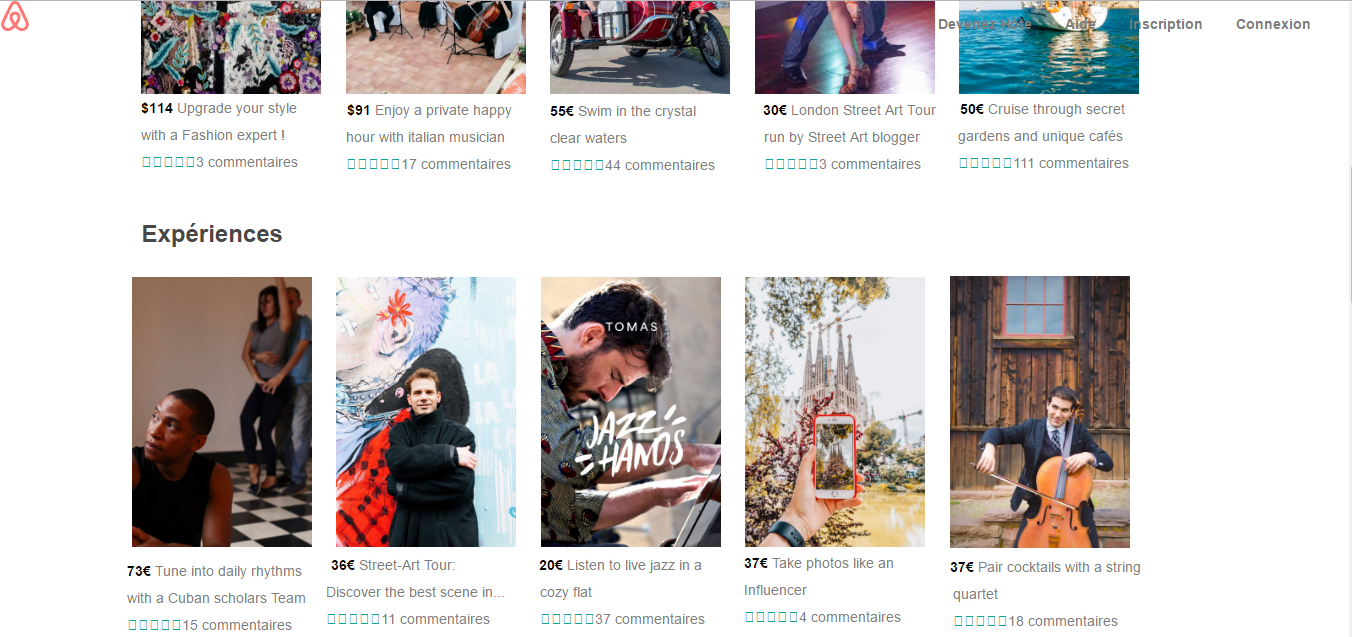 Devenez Hôte Aide Inscription Connexion
$114 Upgrade your style
with a Fashion expert !
3 commentaires
$91 Enjoy a private happy
hour with italian musician
17 commentaires
55€ Swim in the crystal
clear waters
44 commentaires
30€ London Street Art Tour
run by Street Art blogger
3 commentaires
50€ Cruise through secret
gardens and unique cafés
111 commentaires
Expériences
TOMAS
JAZZ
HANDS
73€ Tune into daily rhythms
with a Cuban scholars Team
15 commentaires
36€ Street-Art Tour:
Discover the best scene in...
11 commentaires
20€ Listen to live jazz in a
cozy flat
37 commentaires
37€ Take photos like an
Influencer
4 commentaires
37€ Pair cocktails with a string
quartet
18 commentaires